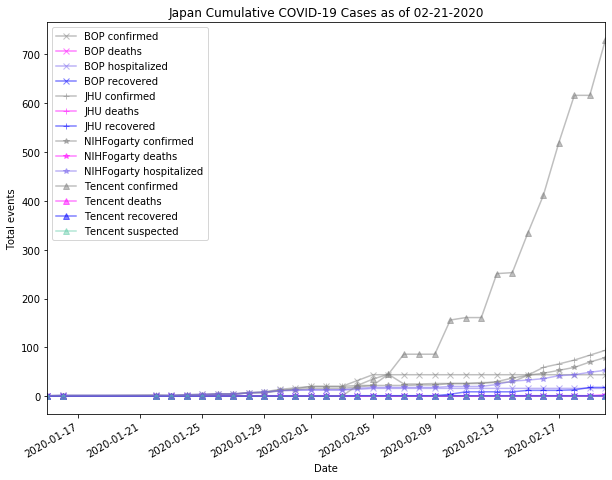 Japan Cumulative COVID-19 Cases as of 02-21-2020
BOP confirmed
BOP deaths
BOP hospitalized
BOP recovered
JHU confirmed
JHU deaths
JHU recovered
NIHFogarty confirmed
NIHFogarty deaths
NIHFogarty hospitalized
Tencent confirmed
Tencent deaths
Tencent recovered
Tencent suspected
Total events
700
600
500
400
300
200
100
0
2020-01-17
2020-01-21
2020-01-25
2020-01-29
2020-02-01
2020-02-05
2020-02-09
2020-02-13
2020-02-17
Date